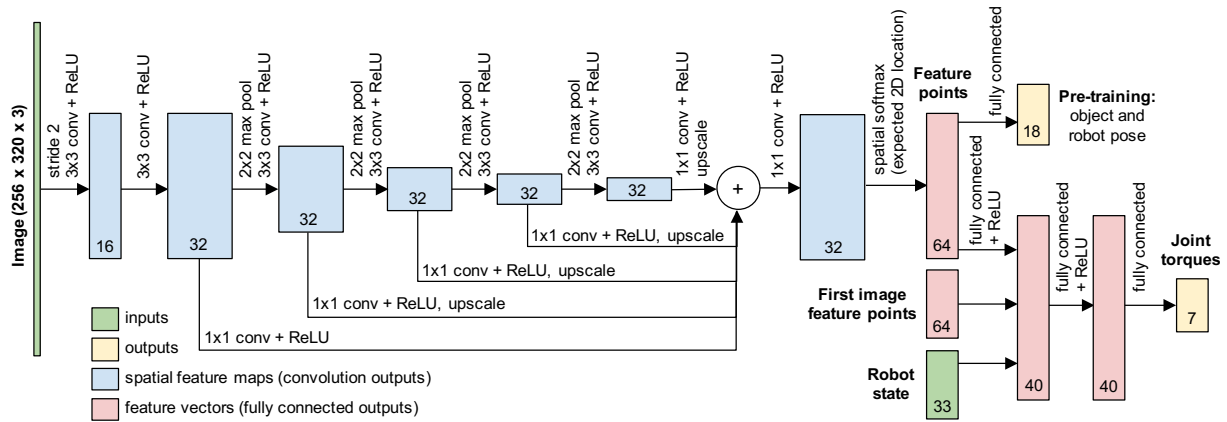 Image (256 x 320 x 3)
stride 2
3x3 conv + ReLU
16
3x3 conv + ReLU
32
2x2 max pool
3x3 conv + ReLU
32
2x2 max pool
3x3 conv + ReLU
32
2x2 max pool
3x3 conv + ReLU
32
2x2 max pool
3x3 conv + ReLU
32
1x1 conv + ReLU
upscale
+
1x1 conv + ReLU
32
spatial softmax
(expected 2D location)
Feature
points
64
fully connected
18
Pre-training:
object and
robot pose
1x1 conv + ReLU, upscale
1x1 conv + ReLU, upscale
1x1 conv + ReLU, upscale
1x1 conv + ReLU
fully connected
+ ReLU
First image
feature points
64
Robot
state
33
40
fully connected
+ ReLU
40
fully connected
Joint
torques
7
inputs
outputs
spatial feature maps (convolution outputs)
feature vectors (fully connected outputs)